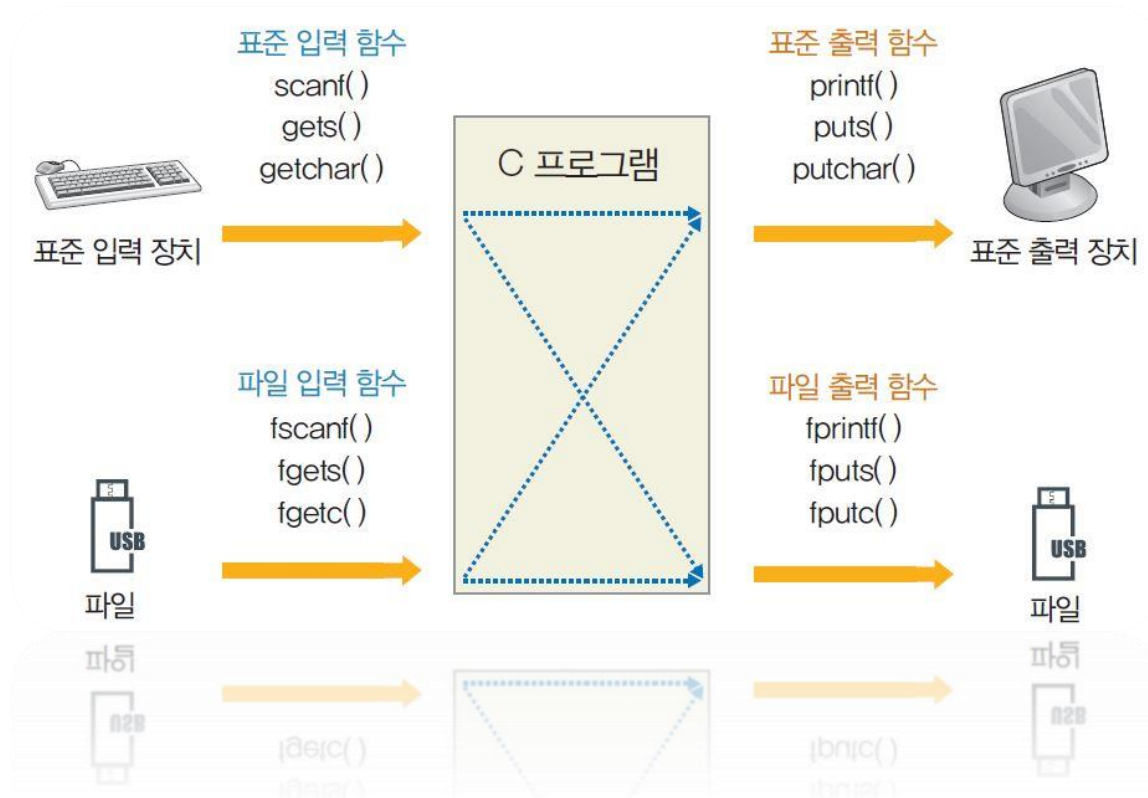 표준 입력 함수
scanf( )
gets( )
getchar( )
표준 입력 장치
C 프로그램
표준 출력 함수
printf( )
puts( )
putchar( )
표준 출력 장치
파일 입력 함수
fscanf( )
fgets( )
fgetc( )
USB
파일
파일 출력 함수
fprintf( )
fputs( )
fputc( )
USB
파일